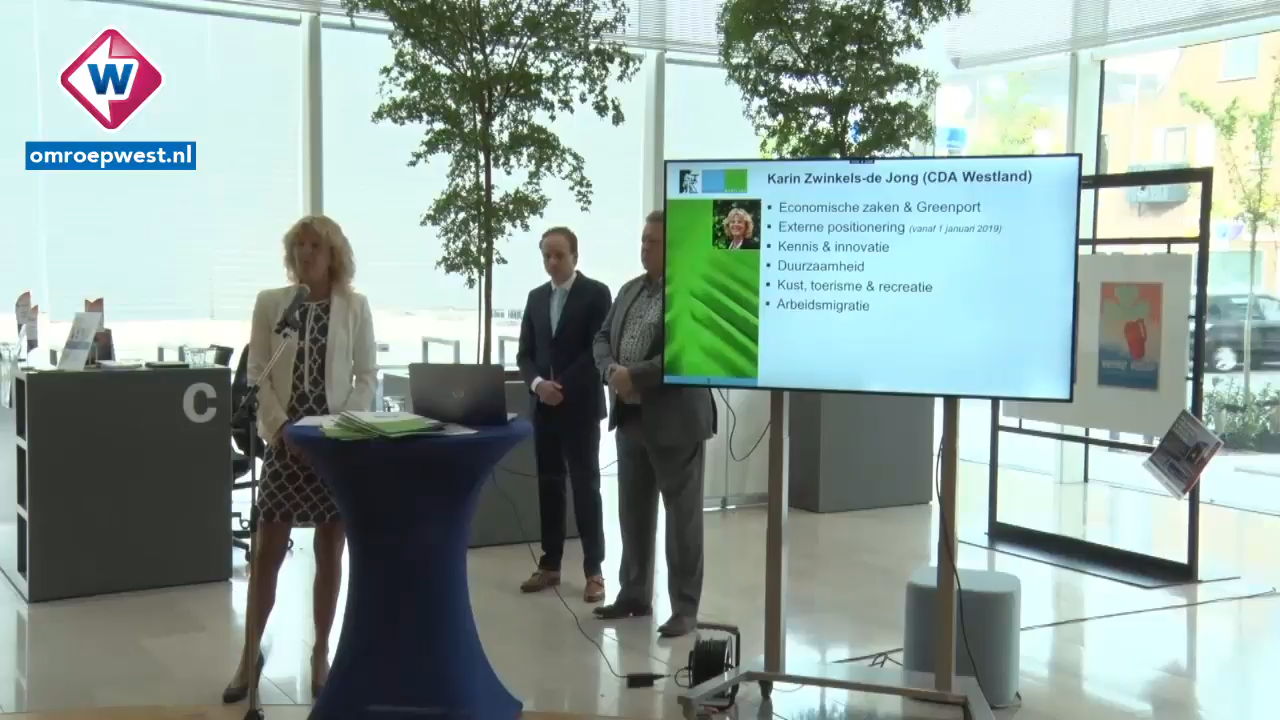 W
omroepwest.nl
Karin Zwinkels-de Jong (CDA Westland)
▪ Economische zaken & Greenport
▪ Externe positionering (vanaf 1 januari 2019)
▪ Kennis & innovatie
▪ Duurzaamheid
▪ Kust, toerisme & recreatie
▪ Arbeidsmigratie
C